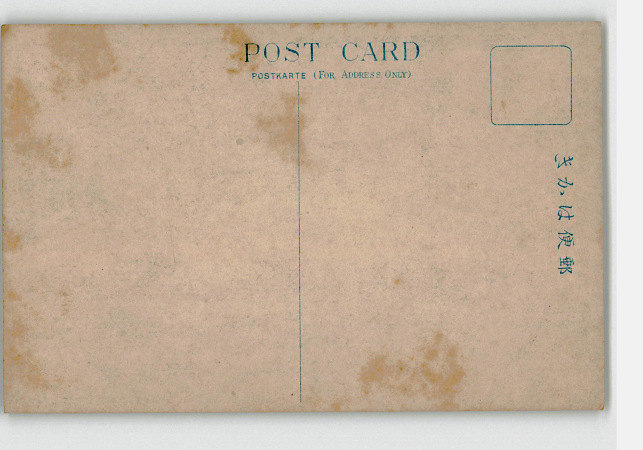 POST CARD
POSTKARTE (FOR ADDRESS ONLY)
郵便はかき